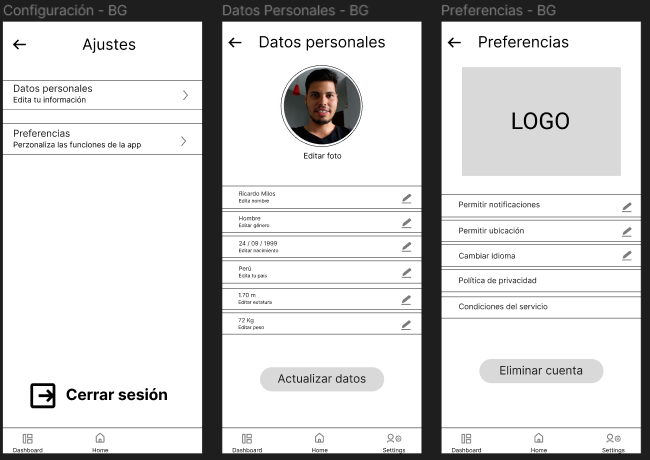 Configuración - BG
Ajustes
Datos personales
Edita tu información
Preferencias
Perzonaliza las funciones de la app
Cerrar sesión
Dashboard
Home
Datos Personales - BG
Datos personales
Editar foto
Ricardo Milos
Edita nombre
Hombre
Editar género
24 / 09 / 1999
Editar nacimiento
Perú
Edita tu país
1.70 m
Editar estatura
72 Kg
Editar peso
Actualizar datos
Dashboard
Home
Settings
Preferencias - BG
Preferencias
LOGO
Permitir notificaciones
Permitir ubicación
Cambiar idioma
Política de privacidad
Condiciones del servicio
Eliminar cuenta
Dashboard
Home
Settings